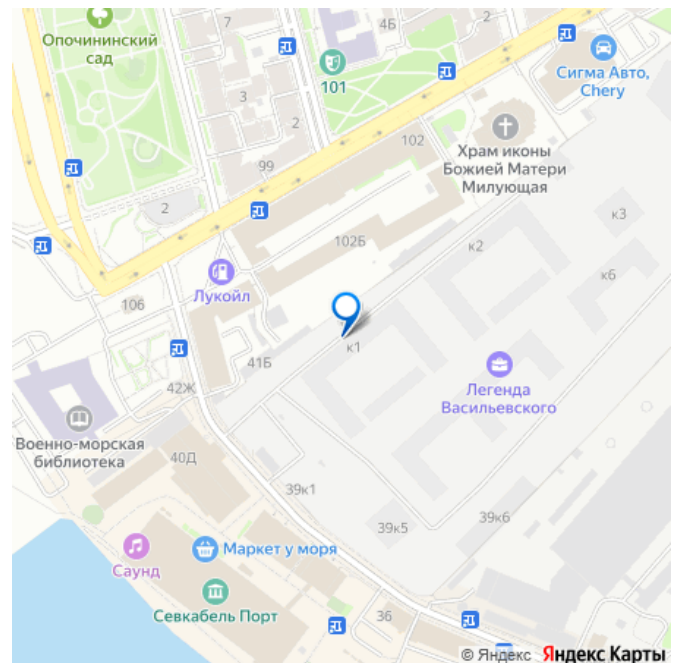 7
4Б
Опочининский
сад
101
Сигма Авто,
Chery
3
2
102
Храм иконы
Божией Матери
Милующая
99
2
к3
102Б
к2
к6
Лукойл
106
к1
41Б
Легенда
Васильевского
42Ж
Военно-морская
библиотека
40Д
39к1
39к6
39к5
Маркет у моря
Саунд
Севкабель Порт
36
© Яндекс Яндекс Карты